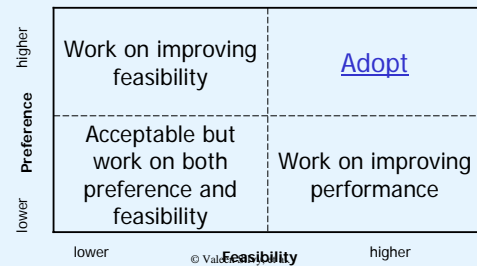 higher
Preference
lower
Work on improving
feasibility
Adopt
Acceptable but
work on both
preference and
feasibility
Work on improving
performance
lower
Feasibility
higher
©